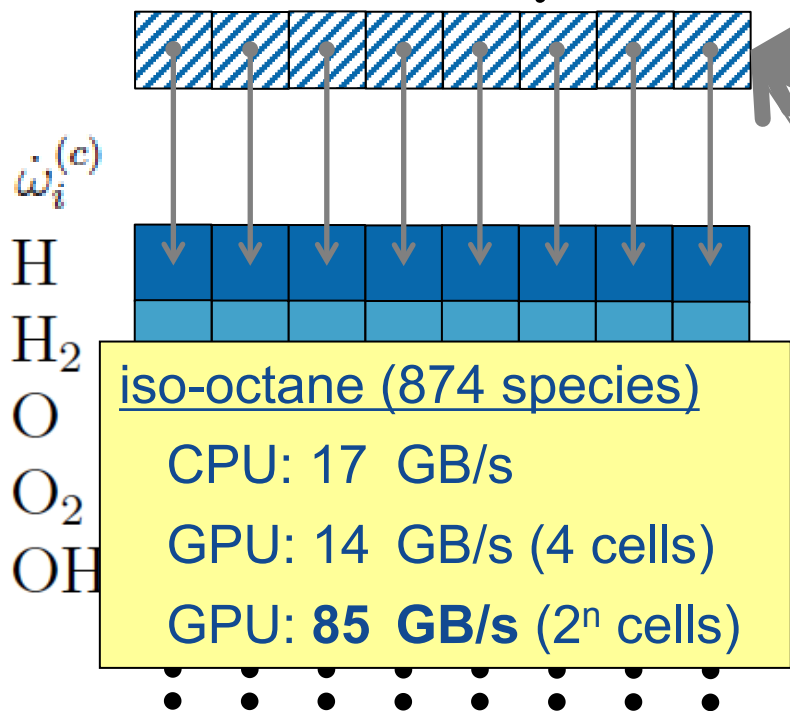 ω̇ᵢ⁽ᶜ⁾
H
H₂
O
O₂
OH
iso-octane (874 species)
CPU: 17 GB/s
GPU: 14 GB/s (4 cells)
GPU: 85 GB/s (2ⁿ cells)